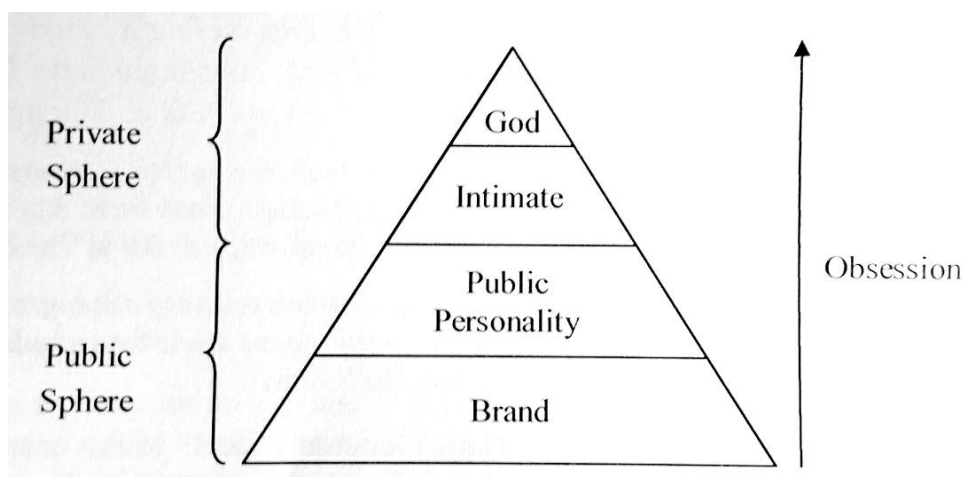 Private
Sphere
Public
Sphere
God
Intimate
Public
Personality
Brand
Obsession